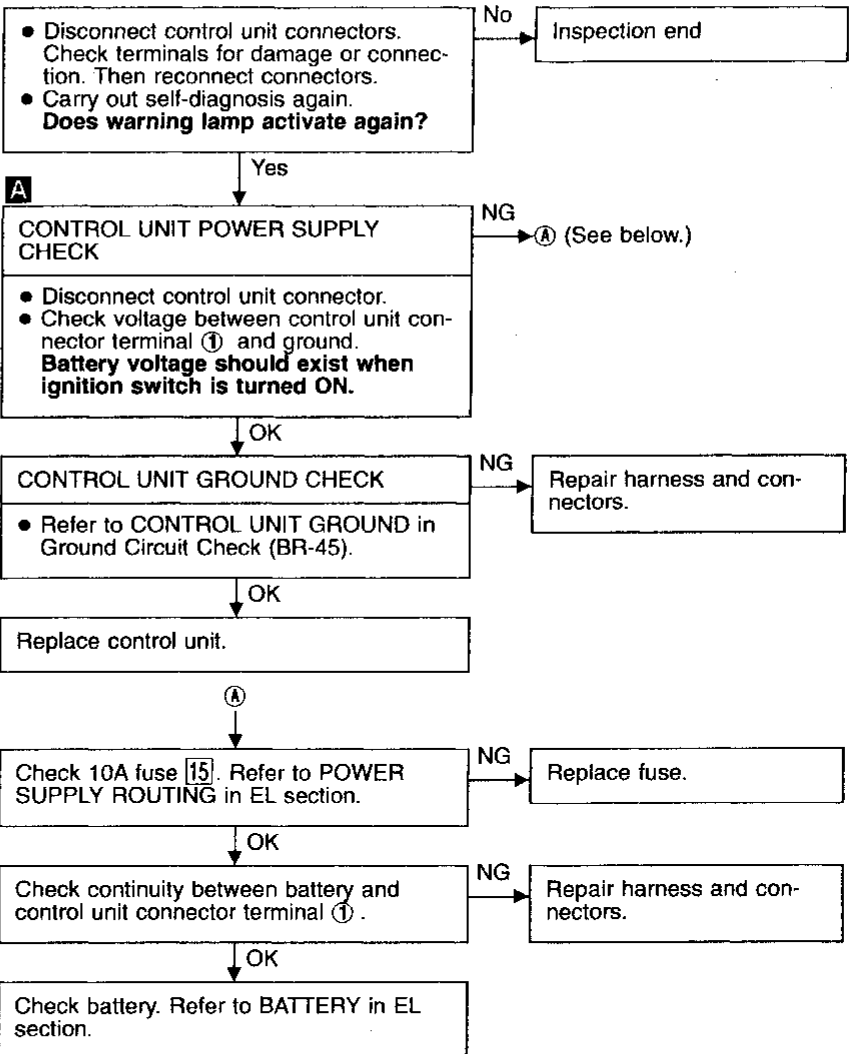 • Disconnect control unit connectors.
Check terminals for damage or connec-
tion. Then reconnect connectors.
• Carry out self-diagnosis again.
Does warning lamp activate again?
No
Inspection end
Yes
A
CONTROL UNIT POWER SUPPLY
CHECK
NG
Ⓐ (See below.)
• Disconnect control unit connector.
• Check voltage between control unit con-
nector terminal ① and ground.
Battery voltage should exist when
ignition switch is turned ON.
OK
CONTROL UNIT GROUND CHECK
NG
Repair harness and con-
nectors.
• Refer to CONTROL UNIT GROUND in
Ground Circuit Check (BR-45).
OK
Replace control unit.
Ⓐ
Check 10A fuse 15. Refer to POWER
SUPPLY ROUTING in EL section.
NG
Replace fuse.
OK
Check continuity between battery and
control unit connector terminal ① .
NG
Repair harness and con-
nectors.
OK
Check battery. Refer to BATTERY in EL
section.